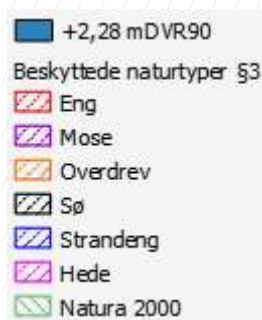 +2,28 mDVR90
Beskyttede naturtyper §3
Eng
Mose
Overdrev
Sø
Strandeng
Hede
Natura 2000